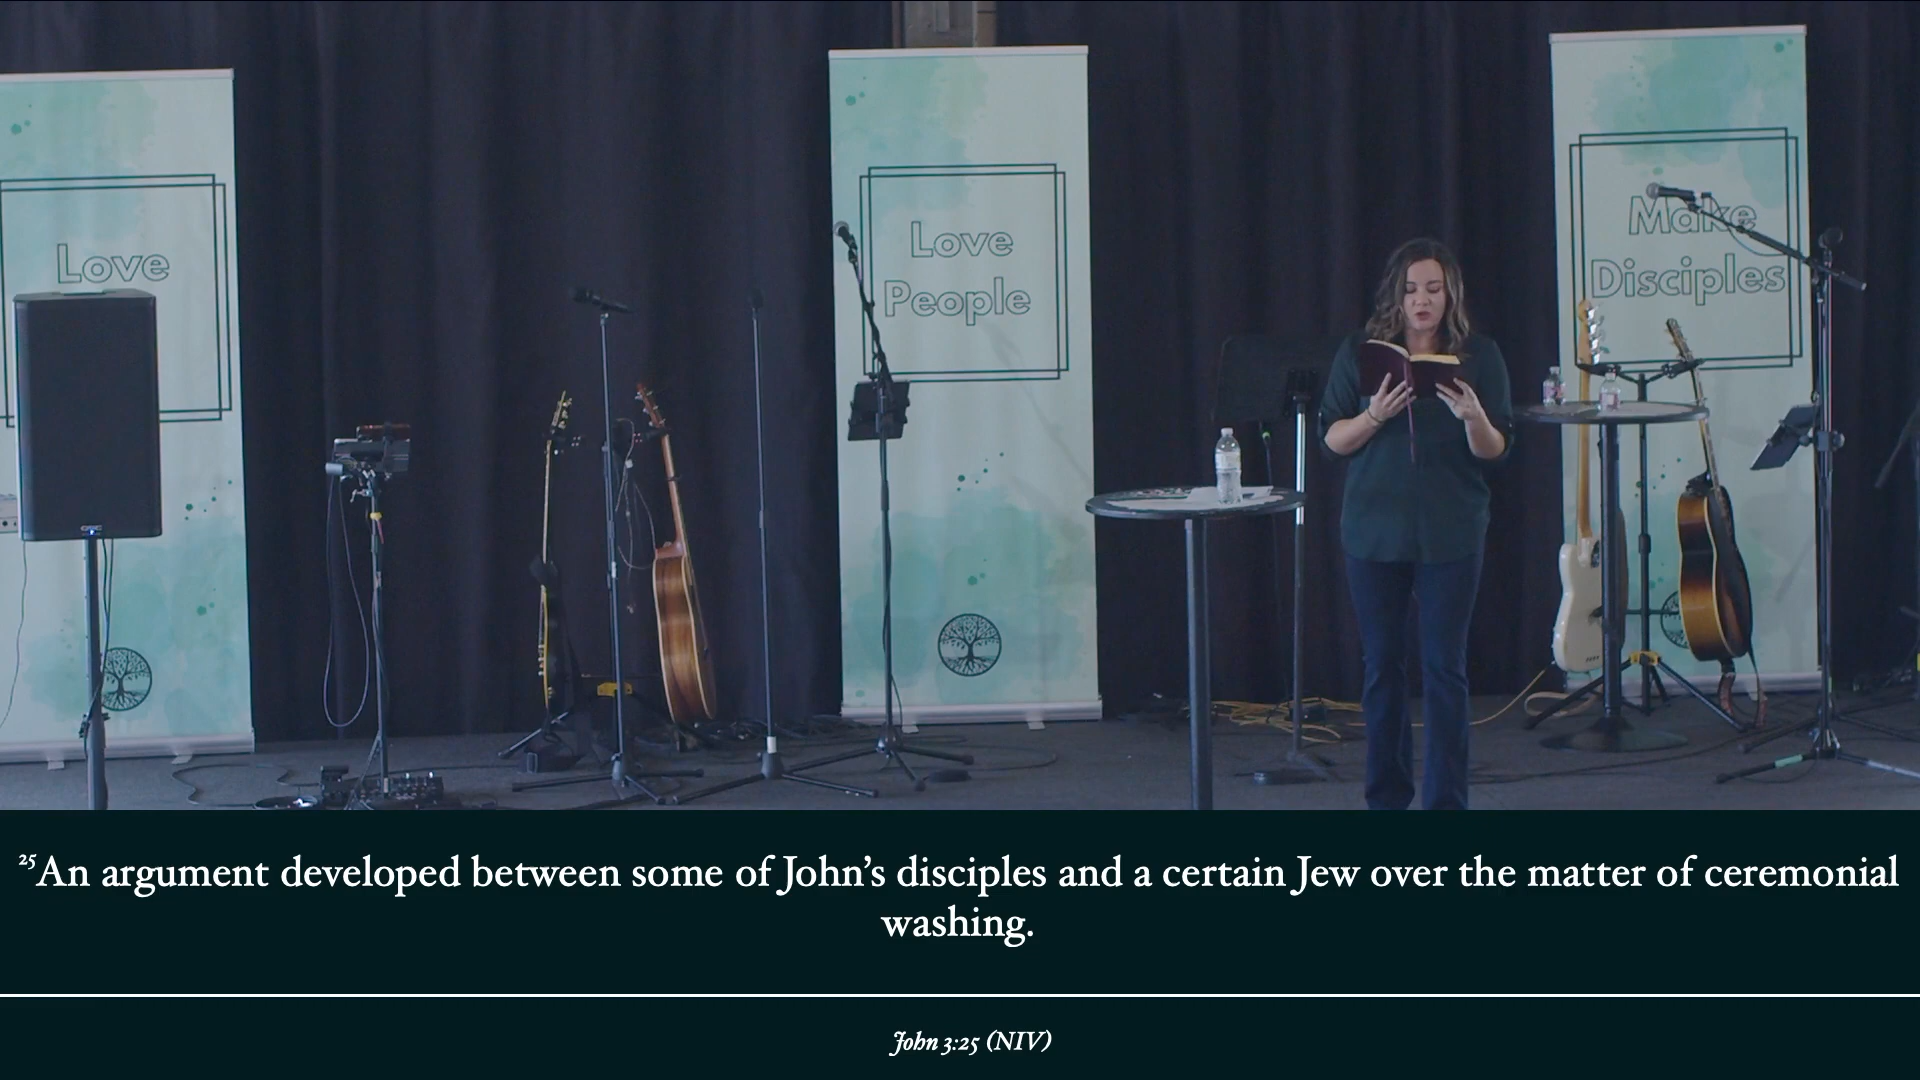 Love
Love
People
Make
Disciples
²⁵An argument developed between some of John’s disciples and a certain Jew over the matter of ceremonial
washing.
John 3:25 (NIV)